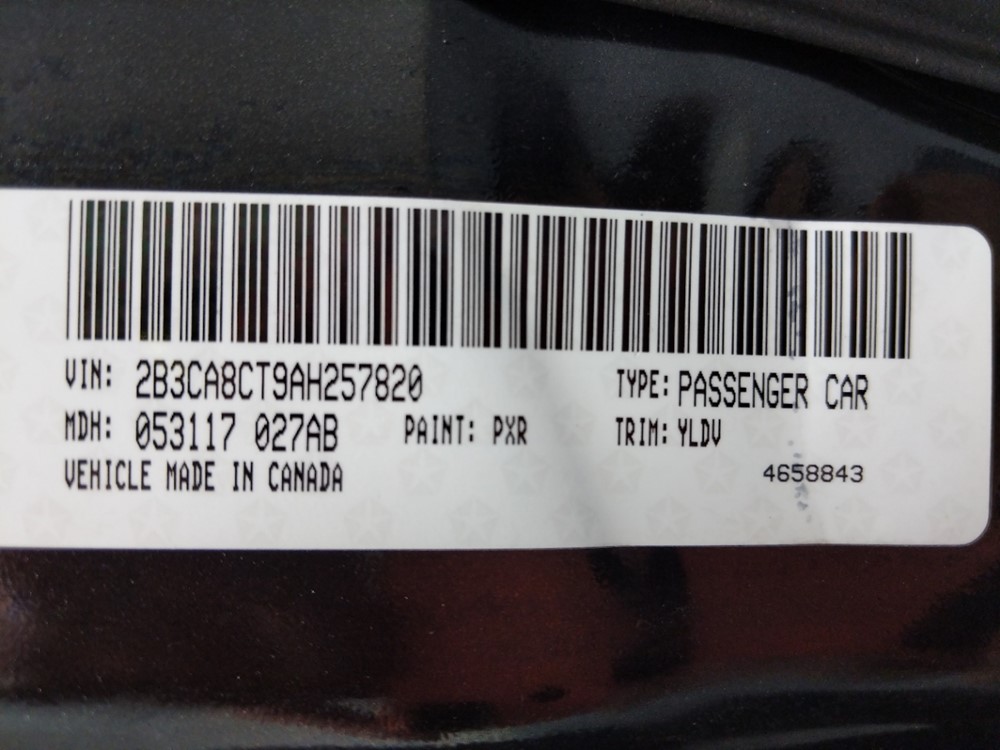 VIN: 2B3CA8CT9AH257820 TYPE: PASSENGER CAR
MDH: 053117 027AB PAINT: PXR TRIM: YLDV
VEHICLE MADE IN CANADA
4658843